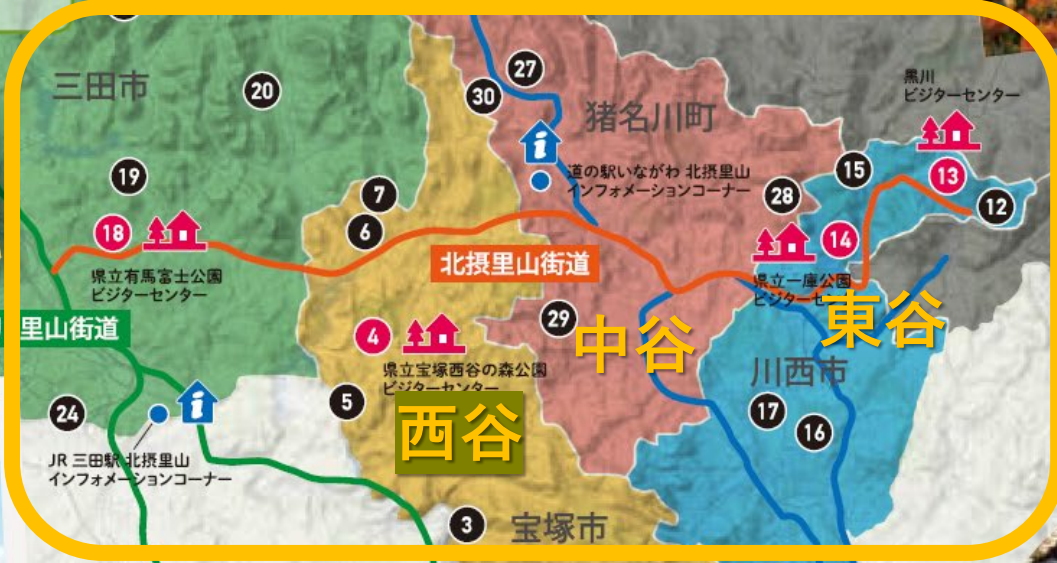 三田市
20
27
30
猪名川町
黒川
ビジターセンター
19
7
6
道の駅いながわ 北摂里山
インフォメーションコーナー
28
15
13
12
18
県立有馬富士公園
ビジターセンター
北摂里山街道
14
県立一庫公園
ビジターセ
東谷
里山街道
4
県立宝塚西谷の森公園
ビジターセンター
29
中谷
川西市
24
5
西谷
17
16
JR 三田駅 北摂里山
インフォメーションコーナー
3
宝塚市